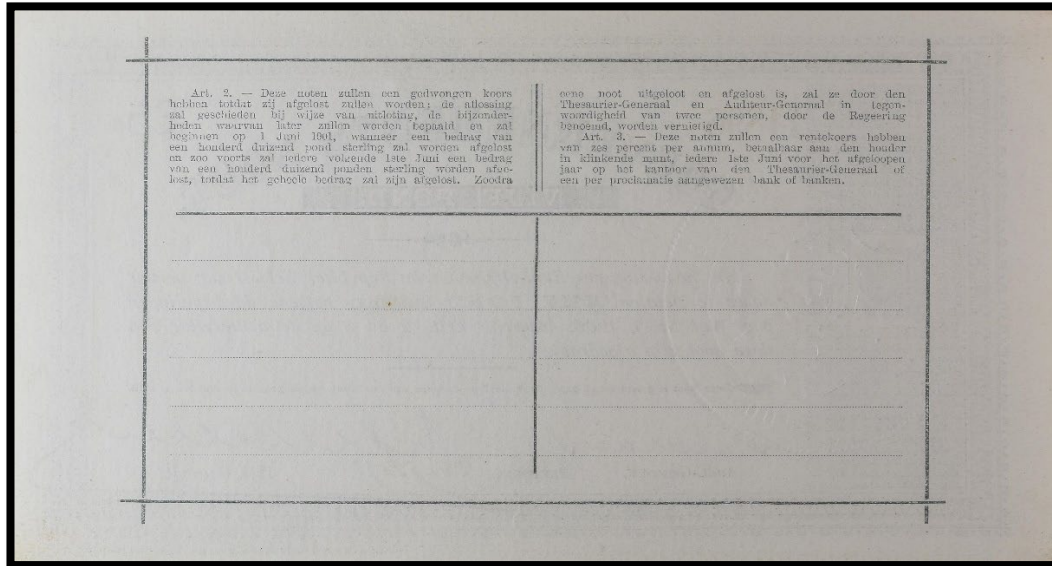 Art. 2. — Deze noten zullen een gedwongen koers
hebben totdat zij afgelost zullen worden; de aflossing
zal geschieden bij wijze van uitloting, de bijzonder-
heden waarvan later zullen worden bepaald en zal
beginnen op 1 Juni 1901, wanneer een bedrag van
een honderd duizend pond sterling zal worden afgelost
en zoo voorts zal iedere volgende 1ste Juni een bedrag
van een honderd duizend ponden sterling worden afge-
lost, totdat het geheele bedrag zal zijn afgelost. Zoodra
eene noot uitgeloot en afgelost is, zal ze door den
Thesaurier-Generaal en Auditeur-Generaal in tegen-
woordigheid van twee personen, door de Regeering
benoemd, worden vernietigd.
Art. 3. — Deze noten zullen een rentekoers hebben
van zes percent per annum, betaalbaar aan den houder
in klinkende munt, iedere 1ste Juni voor het afgeloopen
jaar op het kantoor van den Thesaurier-Generaal of
een per proclamatie aangewezen bank of banken.